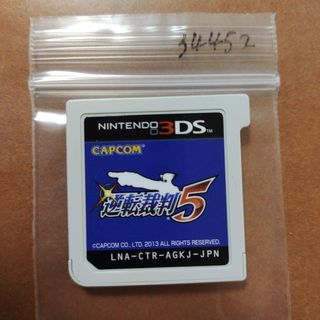 34452
NINTENDO 3DS™
CAPCOM®
逆転裁判5
©CAPCOM CO., LTD. 2013 ALL RIGHTS RESERVED.
LNA-CTR-AGKJ-JPN